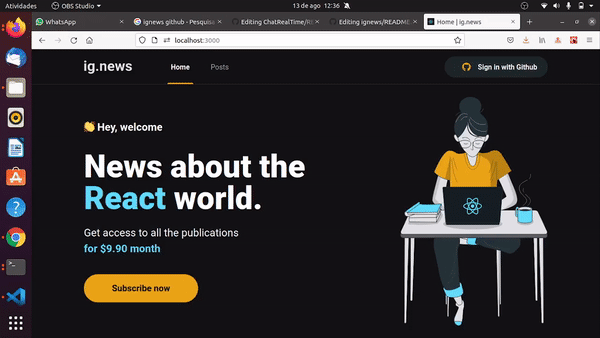 Atividades
OBS Studio
13 de ago 12:36
WhatsApp
ignews github - Pesquisa
Editing ChatRealTime/RE
Editing ignews/README.
Home | ig.news
localhost:3000
ig.news
Home
Posts
Sign in with Github
👏 Hey, welcome
News about the
React world.
Get access to all the publications
for $9.90 month
Subscribe now